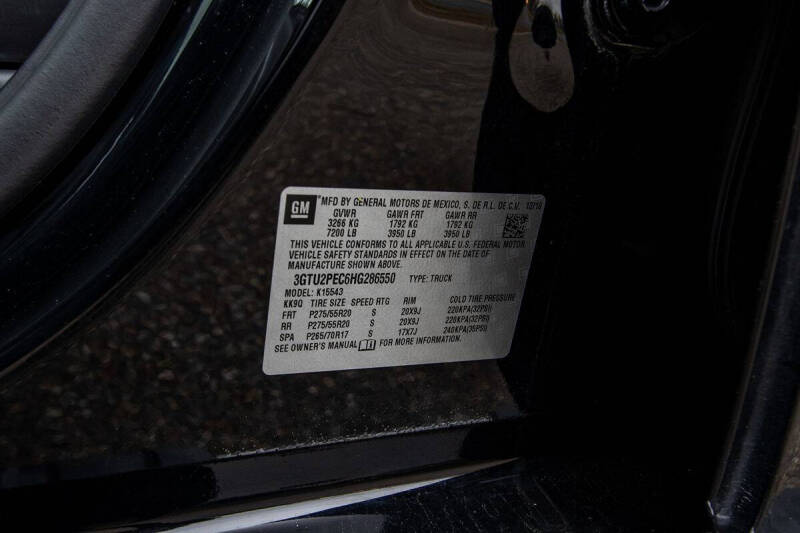 GM
MFD BY GENERAL MOTORS DE MEXICO, S. DE R.L. DE C.V.
GVWR GAWR FRT GAWR RR
3266 KG 1792 KG 1792 KG
7200 LB 3950 LB 3950 LB
THIS VEHICLE CONFORMS TO ALL APPLICABLE U.S. FEDERAL MOTOR
VEHICLE SAFETY STANDARDS IN EFFECT ON THE DATE OF
MANUFACTURE SHOWN ABOVE.
3GTU2PEC6HG286550 TYPE: TRUCK
MODEL: K15543
KK9Q TIRE SIZE SPEED RTG RIM COLD TIRE PRESSURE
FRT P275/55R20 S 20X9J 220KPA(32PSI)
RR P275/55R20 S 20X9J 220KPA(32PSI)
SPA P265/70R17 S 17X7J 240KPA(35PSI)
SEE OWNER'S MANUAL FOR MORE INFORMATION.